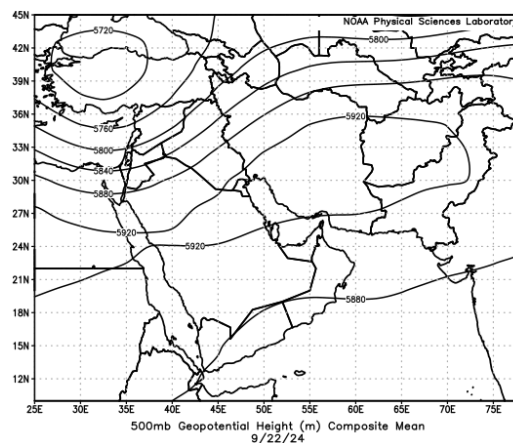 NOAA Physical Sciences Laboratory
45N
42N
39N
36N
33N
30N
27N
24N
21N
18N
15N
12N
5720
5800
5760
5800
5840
5880
5920
5920
5920
5880
25E 30E 35E 40E 45E 50E 55E 60E 65E 70E 75E
500mb Geopotential Height (m) Composite Mean
9/22/24